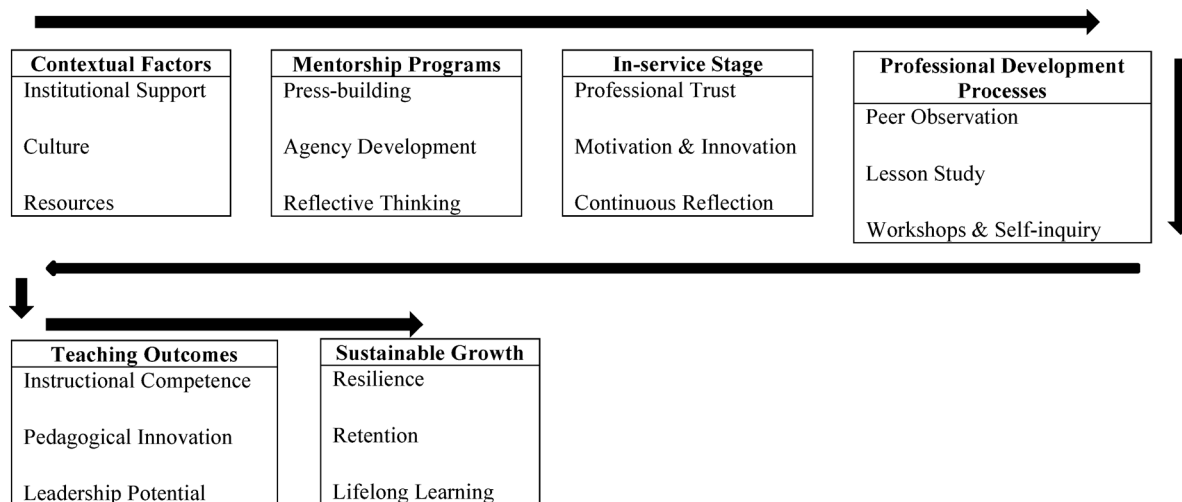 Contextual Factors
Institutional Support
Culture
Resources
Mentorship Programs
Press-building
Agency Development
Reflective Thinking
In-service Stage
Professional Trust
Motivation & Innovation
Continuous Reflection
Professional Development
Processes
Peer Observation
Lesson Study
Workshops & Self-inquiry
Teaching Outcomes
Instructional Competence
Pedagogical Innovation
Leadership Potential
Sustainable Growth
Resilience
Retention
Lifelong Learning